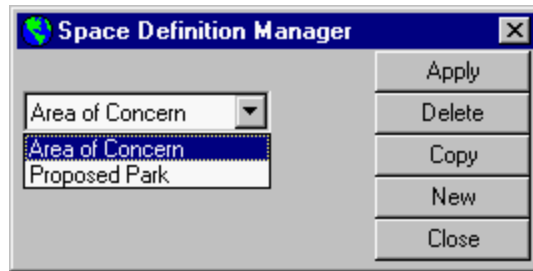 Space Definition Manager
Apply
Area of Concern
Delete
Area of Concern
Copy
Proposed Park
New
Close